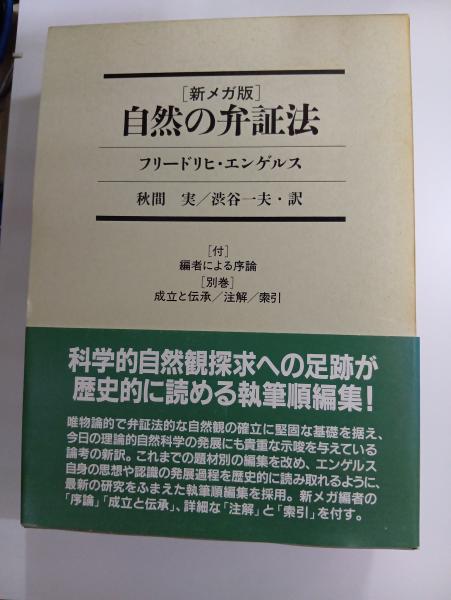 [新メガ版]
自然の弁証法
フリードリヒ・エンゲルス
秋間 実/渋谷一夫・訳
[付]
編者による序論
[別巻]
成立と伝承/注解/索引
科学的自然観探求への足跡が
歴史的に読める執筆順編集!
唯物論的で弁証法的な自然観の確立に堅固な基礎を据え、
今日の理論的自然科学の発展にも貴重な示唆を与えている
論考の新訳。これまでの題材別の編集を改め、エンゲルス
自身の思想や認識の発展過程を歴史的に読み取れるように、
最新の研究をふまえた執筆順編集を採用。新メガ編者の
「序論」「成立と伝承」、詳細な「注解」と「索引」を付す。